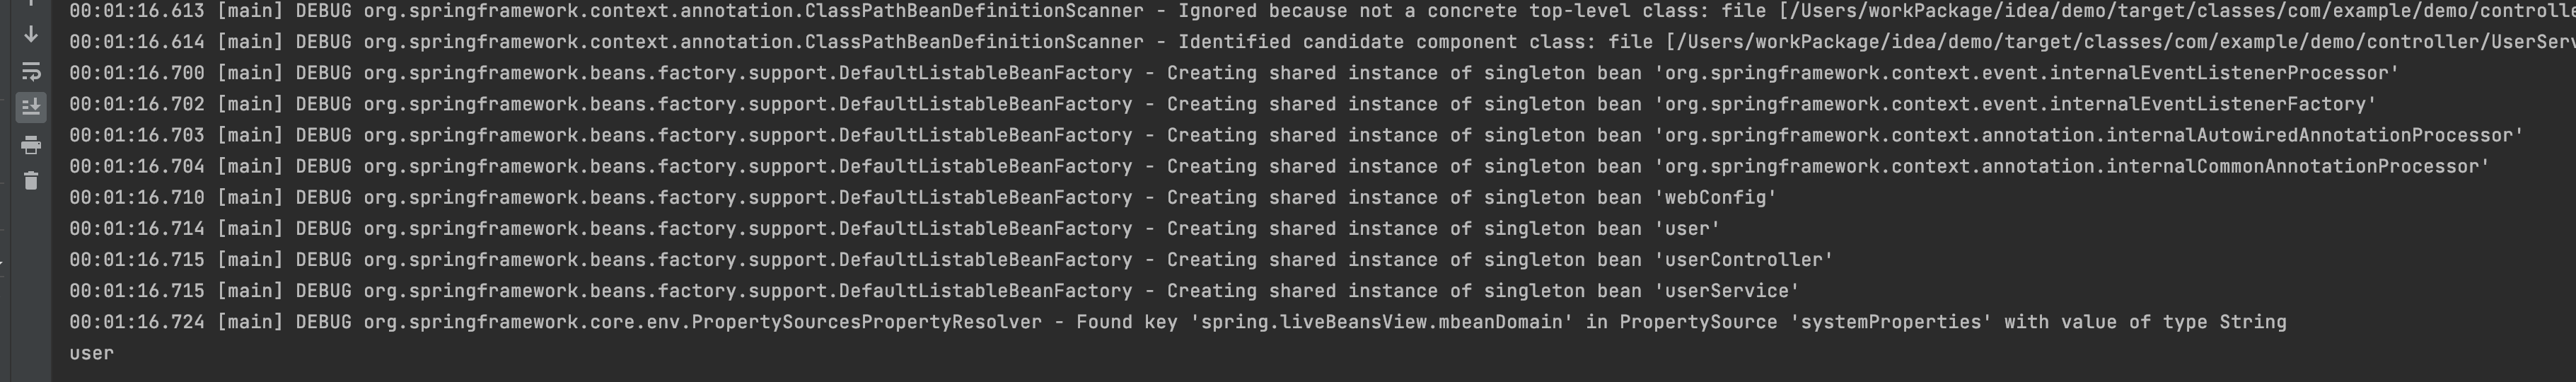 00:01:16.613 [main] DEBUG org.springframework.context.annotation.ClassPathBeanDefinitionScanner - Ignored because not a concrete top-level class: file [/Users/workPackage/idea/demo/target/classes/com/example/demo/controlle
00:01:16.614 [main] DEBUG org.springframework.context.annotation.ClassPathBeanDefinitionScanner - Identified candidate component class: file [/Users/workPackage/idea/demo/target/classes/com/example/demo/controller/UserServ
00:01:16.700 [main] DEBUG org.springframework.beans.factory.support.DefaultListableBeanFactory - Creating shared instance of singleton bean 'org.springframework.context.event.internalEventListenerProcessor'
00:01:16.702 [main] DEBUG org.springframework.beans.factory.support.DefaultListableBeanFactory - Creating shared instance of singleton bean 'org.springframework.context.event.internalEventListenerFactory'
00:01:16.703 [main] DEBUG org.springframework.beans.factory.support.DefaultListableBeanFactory - Creating shared instance of singleton bean 'org.springframework.context.annotation.internalAutowiredAnnotationProcessor'
00:01:16.704 [main] DEBUG org.springframework.beans.factory.support.DefaultListableBeanFactory - Creating shared instance of singleton bean 'org.springframework.context.annotation.internalCommonAnnotationProcessor'
00:01:16.710 [main] DEBUG org.springframework.beans.factory.support.DefaultListableBeanFactory - Creating shared instance of singleton bean 'webConfig'
00:01:16.714 [main] DEBUG org.springframework.beans.factory.support.DefaultListableBeanFactory - Creating shared instance of singleton bean 'user'
00:01:16.715 [main] DEBUG org.springframework.beans.factory.support.DefaultListableBeanFactory - Creating shared instance of singleton bean 'userController'
00:01:16.715 [main] DEBUG org.springframework.beans.factory.support.DefaultListableBeanFactory - Creating shared instance of singleton bean 'userService'
00:01:16.724 [main] DEBUG org.springframework.core.env.PropertySourcesPropertyResolver - Found key 'spring.liveBeansView.mbeanDomain' in PropertySource 'systemProperties' with value of type String
user